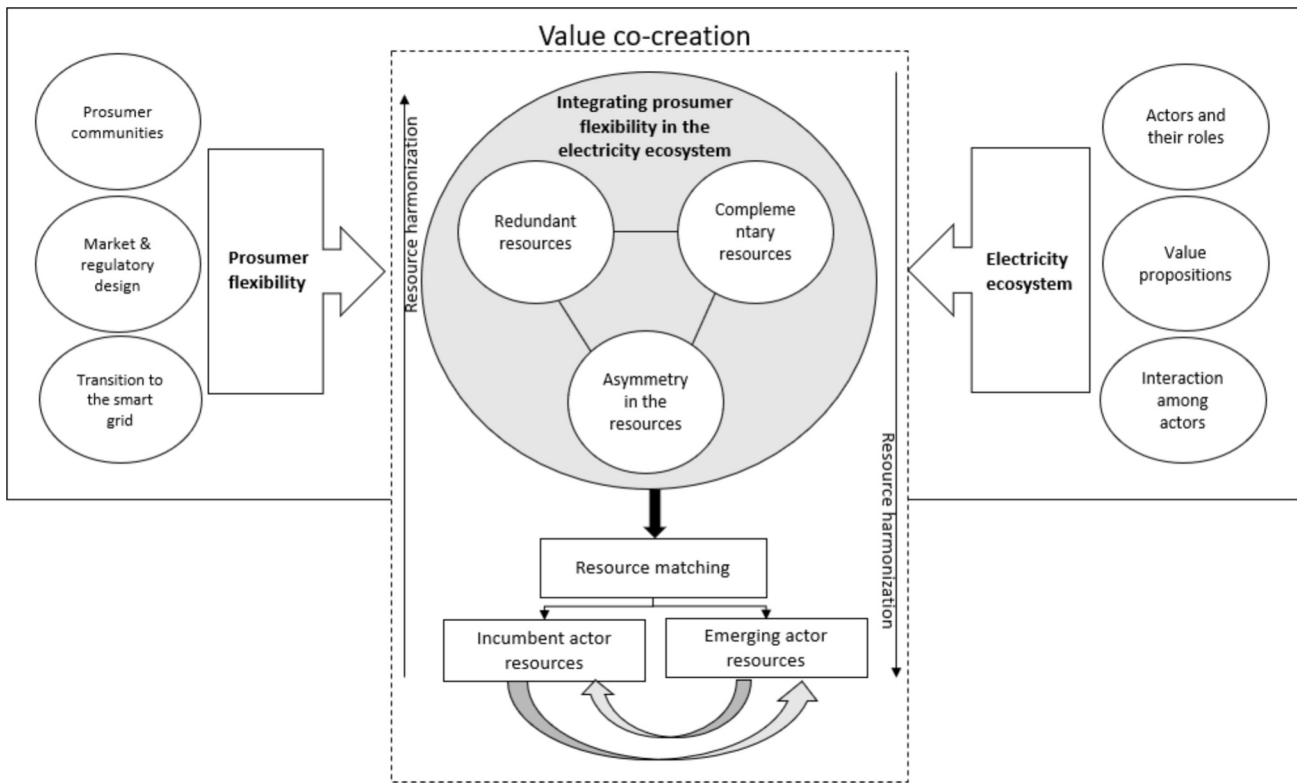 Value co-creation
Prosumer
communities
Market &
regulatory
design
Transition to
the smart
grid
Prosumer
flexibility
Resource harmonization
Integrating prosumer
flexibility in the
electricity ecosystem
Redundant
resources
Compleme
ntary
resources
Asymmetry
in the
resources
Resource harmonization
Electricity
ecosystem
Actors and
their roles
Value
propositions
Interaction
among
actors
Resource matching
Incumbent actor
resources
Emerging actor
resources